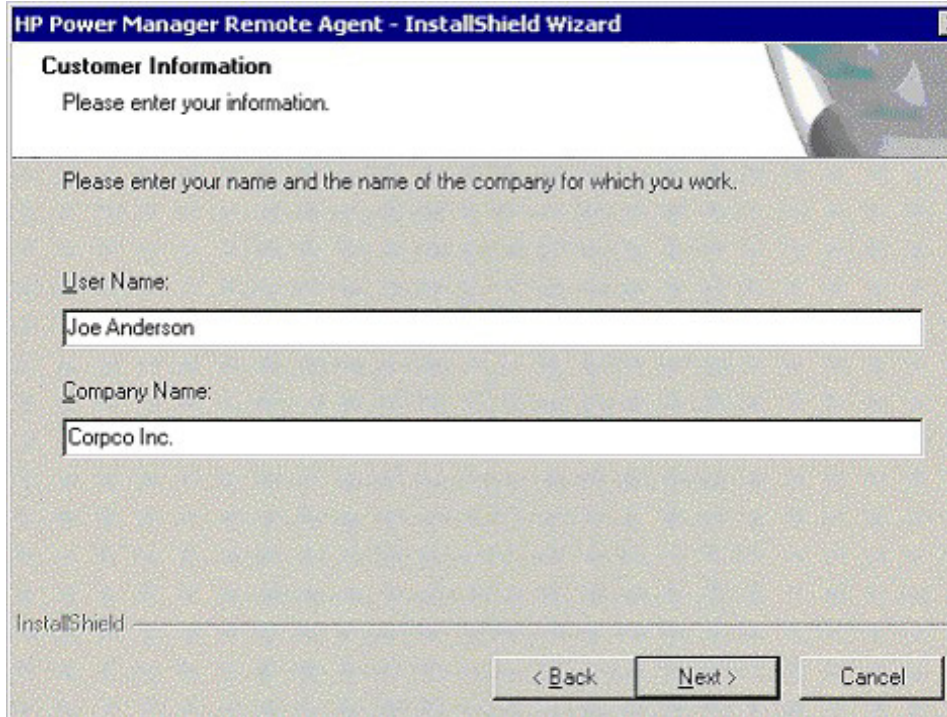 HP Power Manager Remote Agent - InstallShield Wizard
Customer Information
Please enter your information.
Please enter your name and the name of the company for which you work.
User Name:
Joe Anderson
Company Name:
Corpco Inc.
InstallShield
< Back Next > Cancel